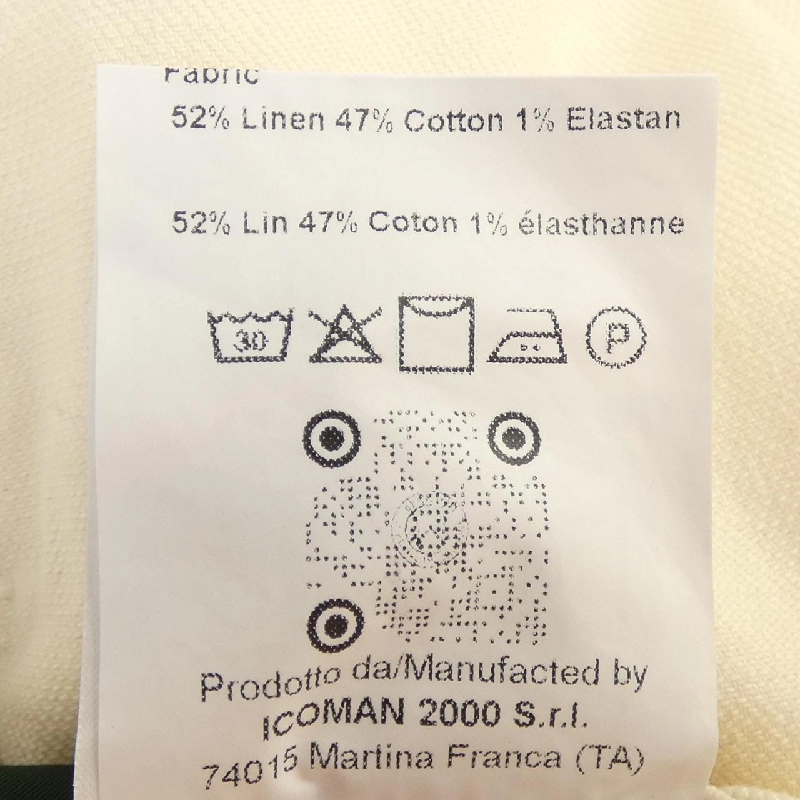 Fabric
52% Linen 47% Cotton 1% Elastan
52% Lin 47% Coton 1% élasthanne
30
P
Prodotto da/Manufacted by
ICOMAN 2000 S.r.l.
74015 Martina Franca (TA)